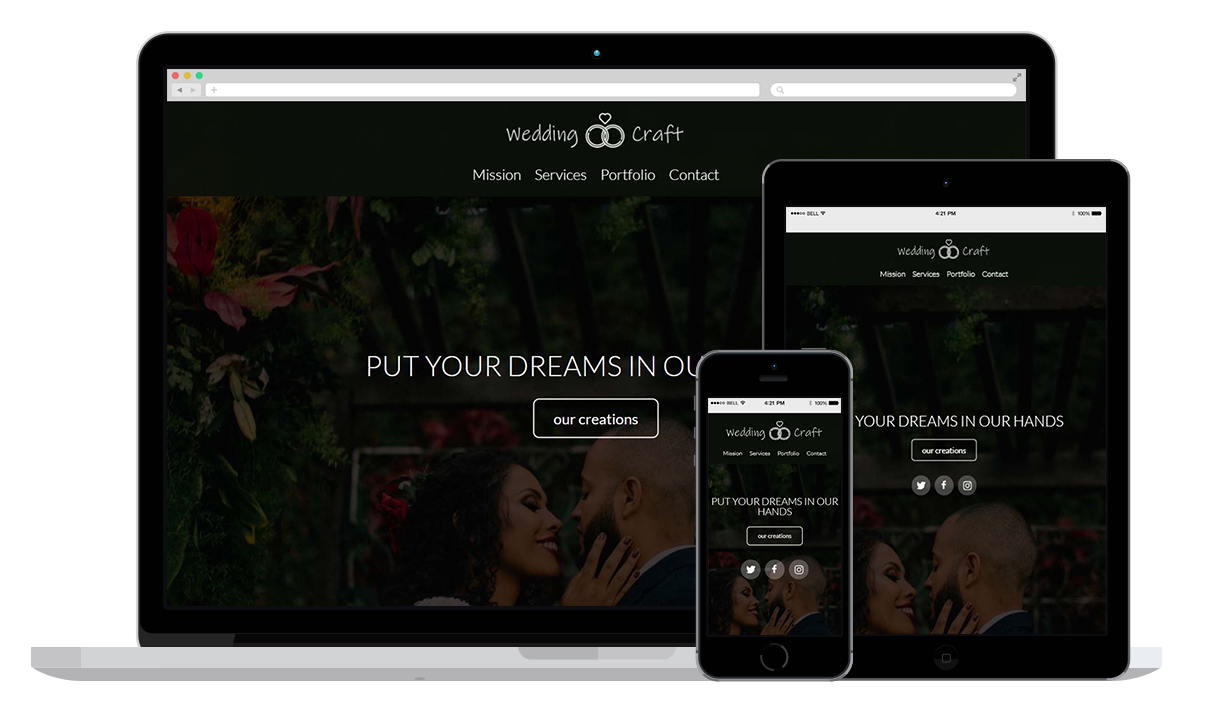 Wedding Craft
Mission Services Portfolio Contact
PUT YOUR DREAMS IN OU
our creations
BELL 4:21 PM 100%
Wedding Craft
Mission Services Portfolio Contact
YOUR DREAMS IN OUR HANDS
our creations
BELL 4:21 PM 100%
Wedding Craft
Mission Services Portfolio Contact
PUT YOUR DREAMS IN OUR
HANDS
our creations